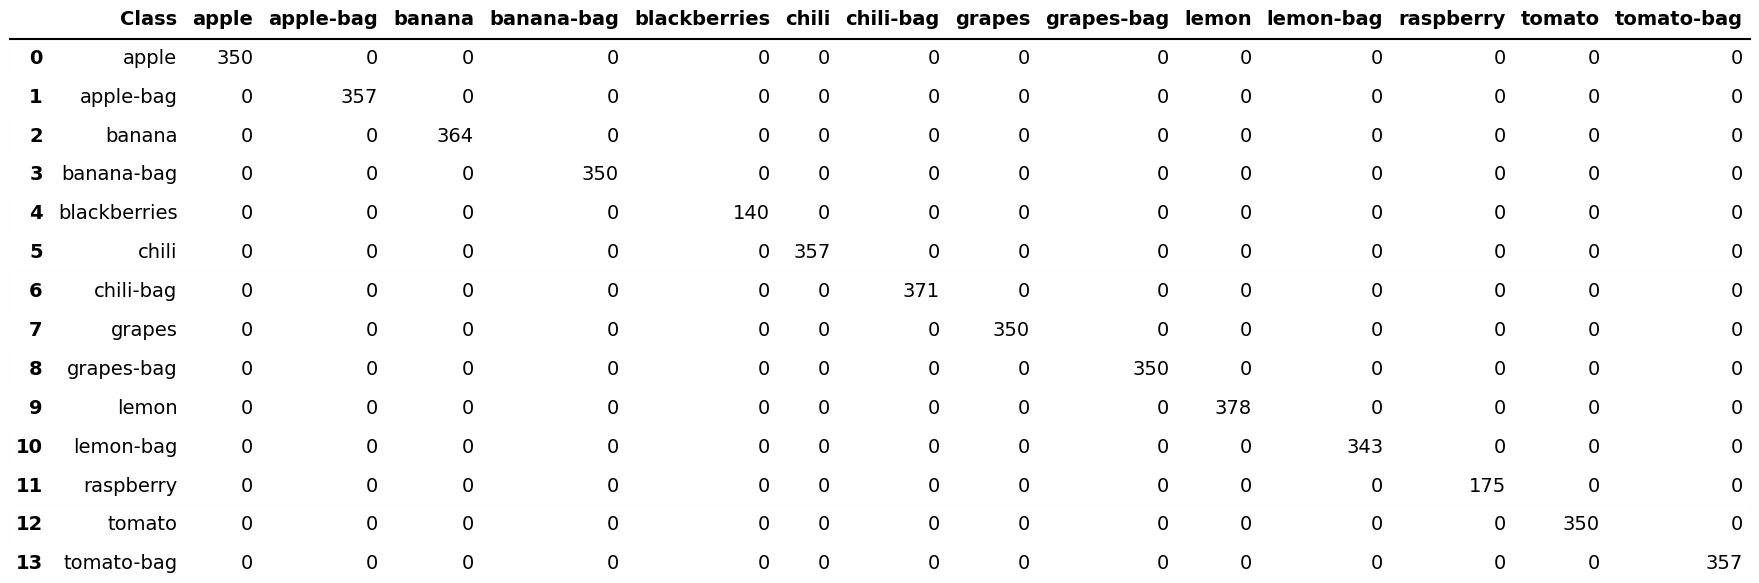 Class apple apple-bag banana banana-bag blackberries chili chili-bag grapes grapes-bag lemon lemon-bag raspberry tomato tomato-bag
0 apple 350 0 0 0 0 0 0 0 0 0 0 0 0 0
1 apple-bag 0 357 0 0 0 0 0 0 0 0 0 0 0 0
2 banana 0 0 364 0 0 0 0 0 0 0 0 0 0 0
3 banana-bag 0 0 0 350 0 0 0 0 0 0 0 0 0 0
4 blackberries 0 0 0 0 140 0 0 0 0 0 0 0 0 0
5 chili 0 0 0 0 0 357 0 0 0 0 0 0 0 0
6 chili-bag 0 0 0 0 0 0 371 0 0 0 0 0 0 0
7 grapes 0 0 0 0 0 0 0 350 0 0 0 0 0 0
8 grapes-bag 0 0 0 0 0 0 0 0 350 0 0 0 0 0
9 lemon 0 0 0 0 0 0 0 0 0 378 0 0 0 0
10 lemon-bag 0 0 0 0 0 0 0 0 0 0 343 0 0 0
11 raspberry 0 0 0 0 0 0 0 0 0 0 0 175 0 0
12 tomato 0 0 0 0 0 0 0 0 0 0 0 0 350 0
13 tomato-bag 0 0 0 0 0 0 0 0 0 0 0 0 0 357